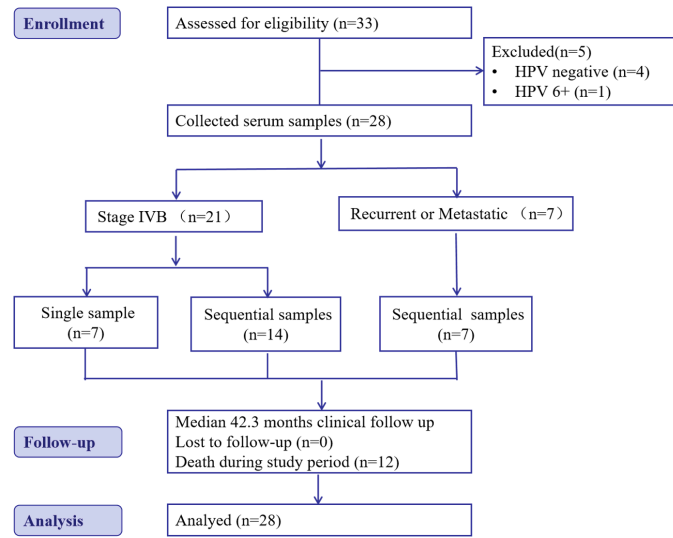 Enrollment
Assessed for eligibility (n=33)
Excluded(n=5)
• HPV negative (n=4)
• HPV 6+ (n=1)
Collected serum samples (n=28)
Stage IVB （n=21）
Recurrent or Metastatic （n=7）
Single sample
(n=7)
Sequential samples
(n=14)
Sequential samples
(n=7)
Follow-up
Median 42.3 months clinical follow up
Lost to follow-up (n=0)
Death during study period (n=12)
Analysis
Analyed (n=28)